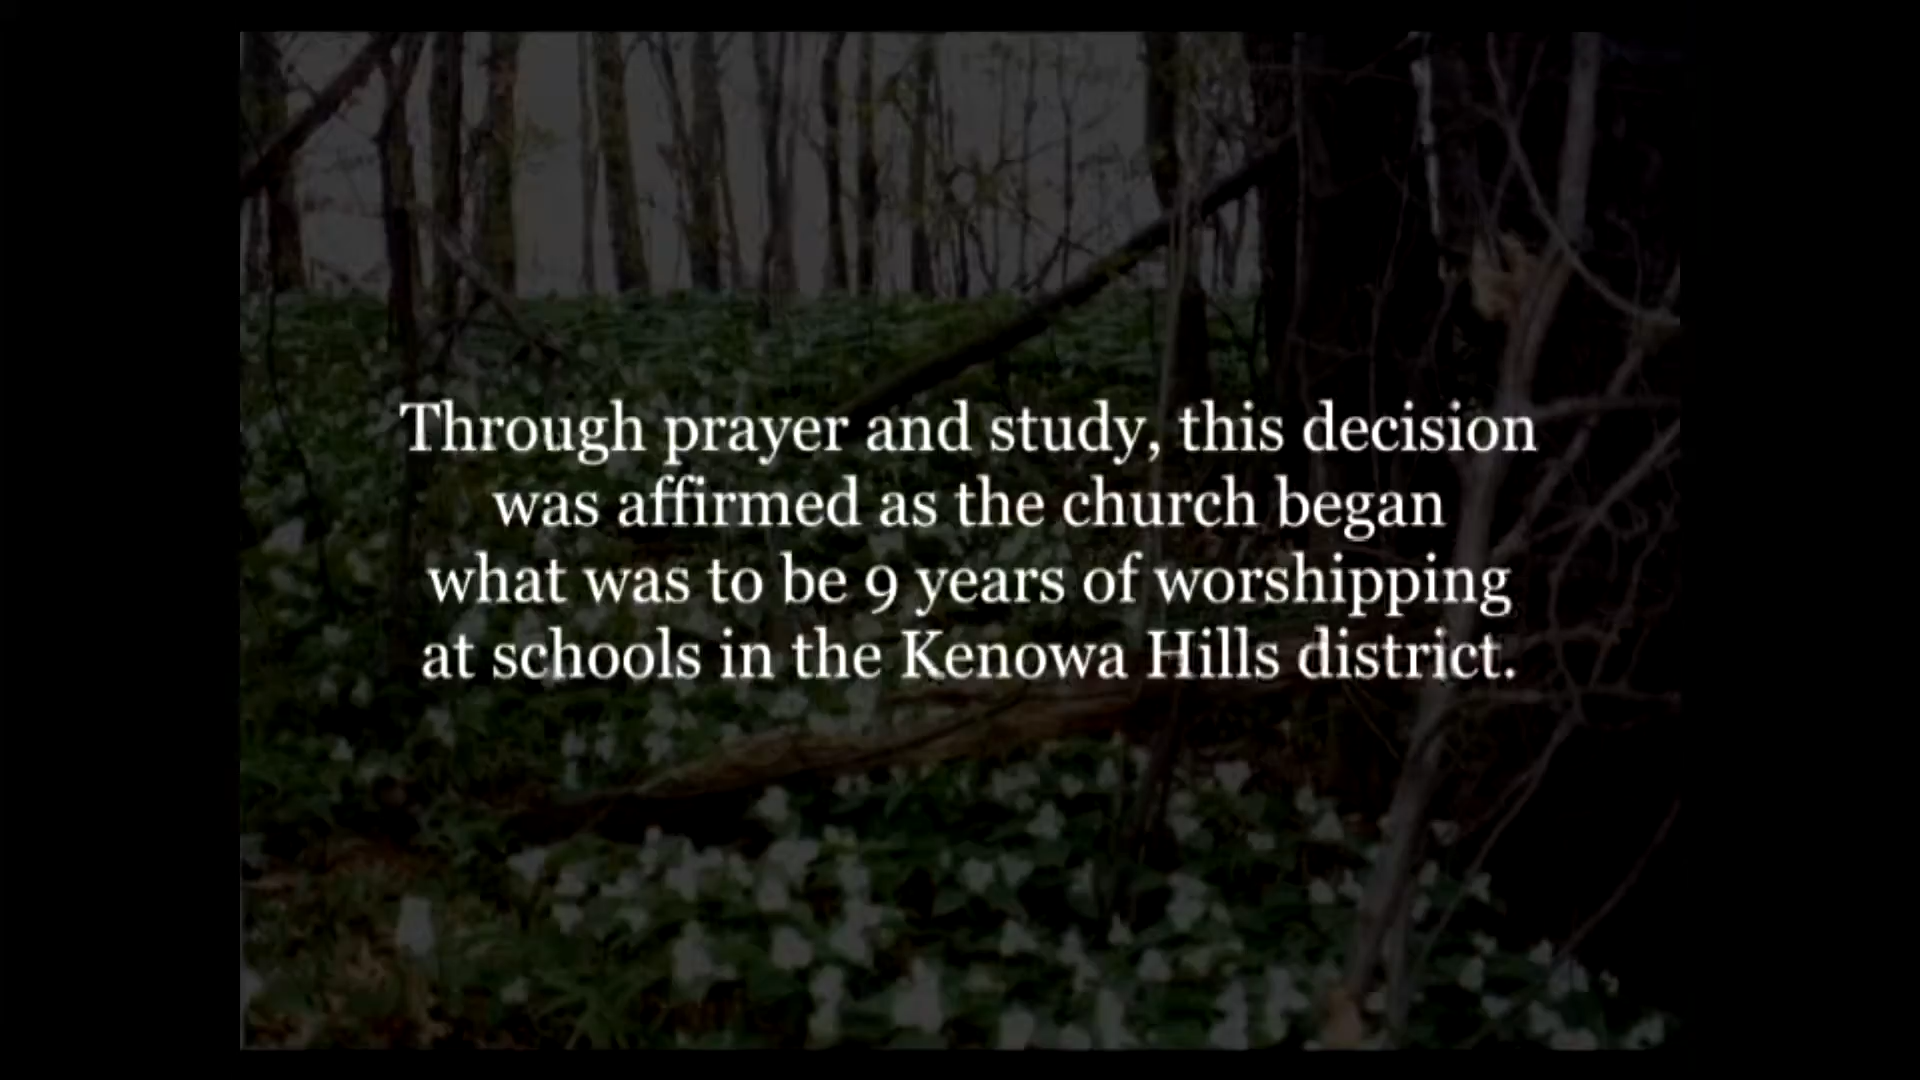 Through prayer and study, this decision
was affirmed as the church began
what was to be 9 years of worshipping
at schools in the Kenowa Hills district.